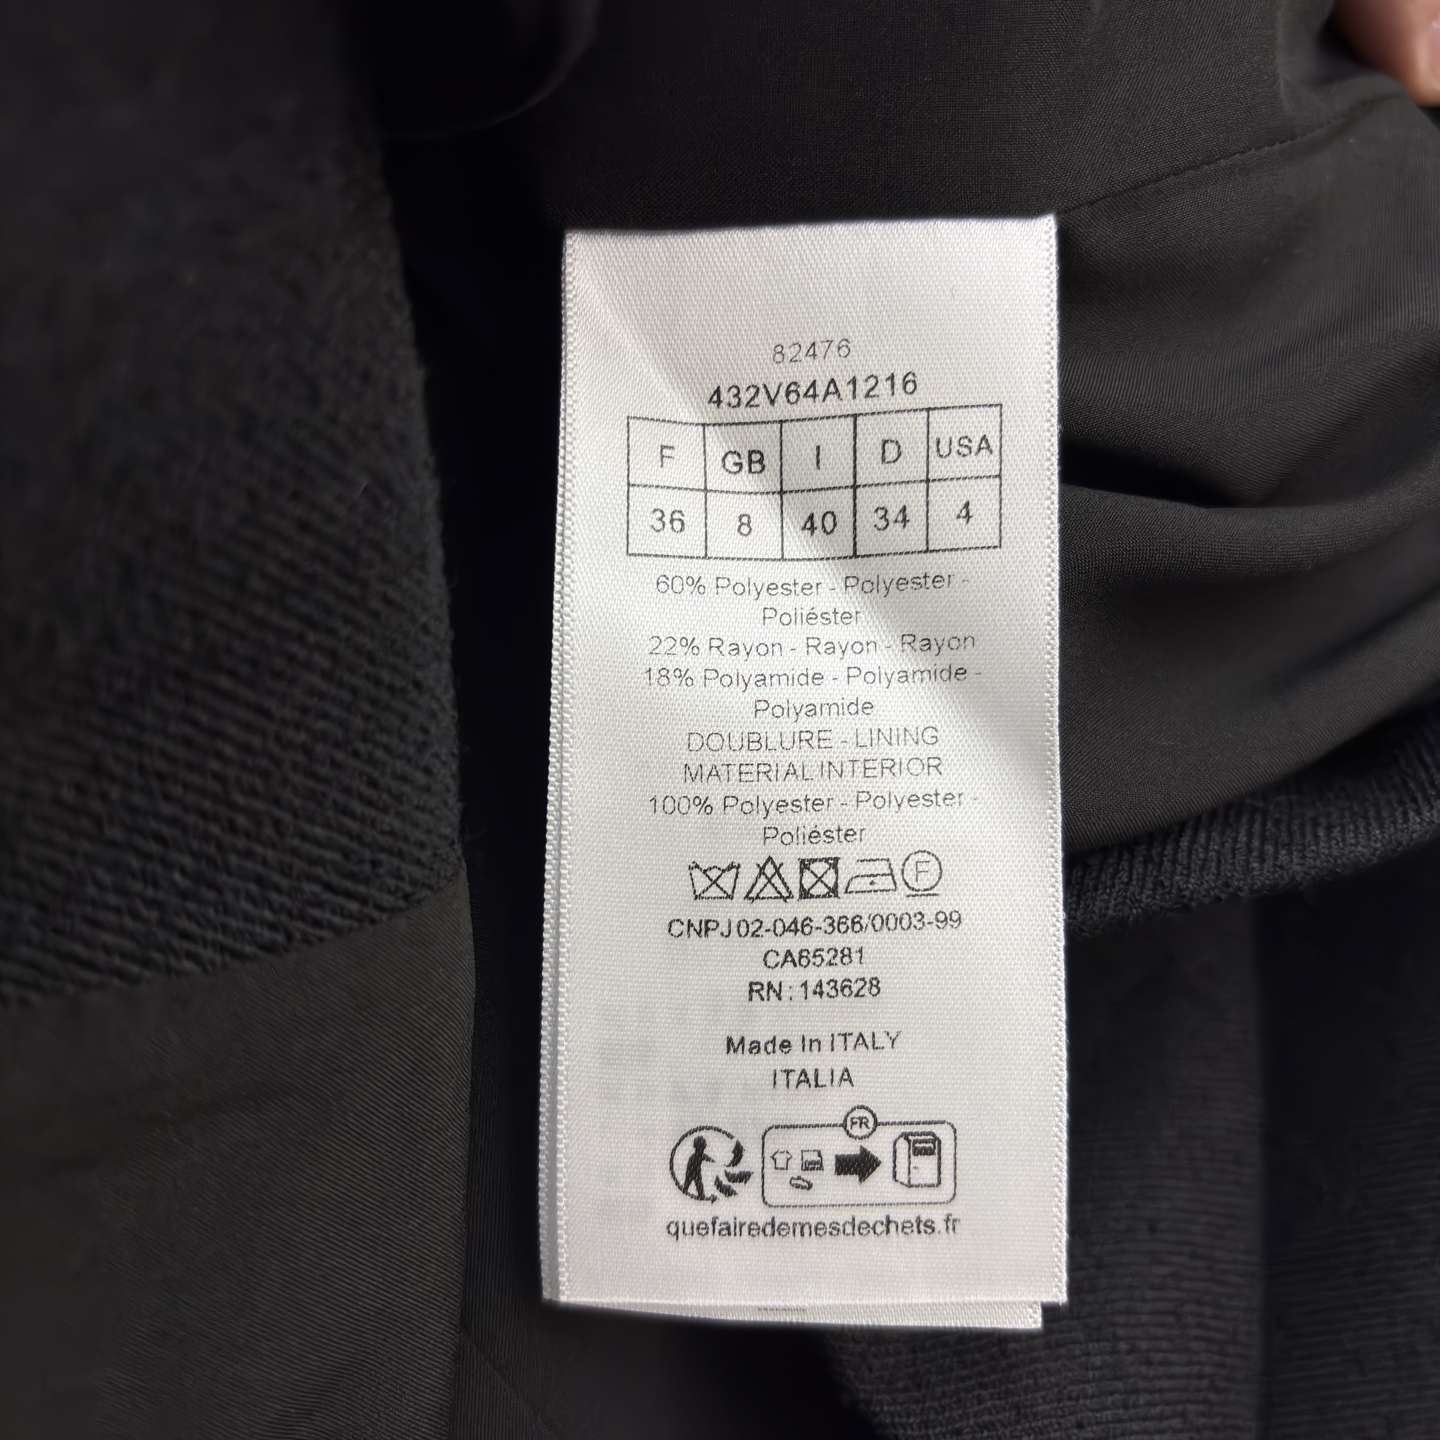 82476
432V64A1216
F GB I D USA
36 8 40 34 4
60% Polyester - Polyester -
Poliéster
22% Rayon - Rayon - Rayon
18% Polyamide - Polyamide -
Polyamide
DOUBLURE - LINING
MATERIAL INTERIOR
100% Polyester - Polyester -
Poliéster
F
CNPJ 02-046-366/0003-99
CA65281
RN : 143628
Made In ITALY
ITALIA
FR
quefairedemesdechets.fr